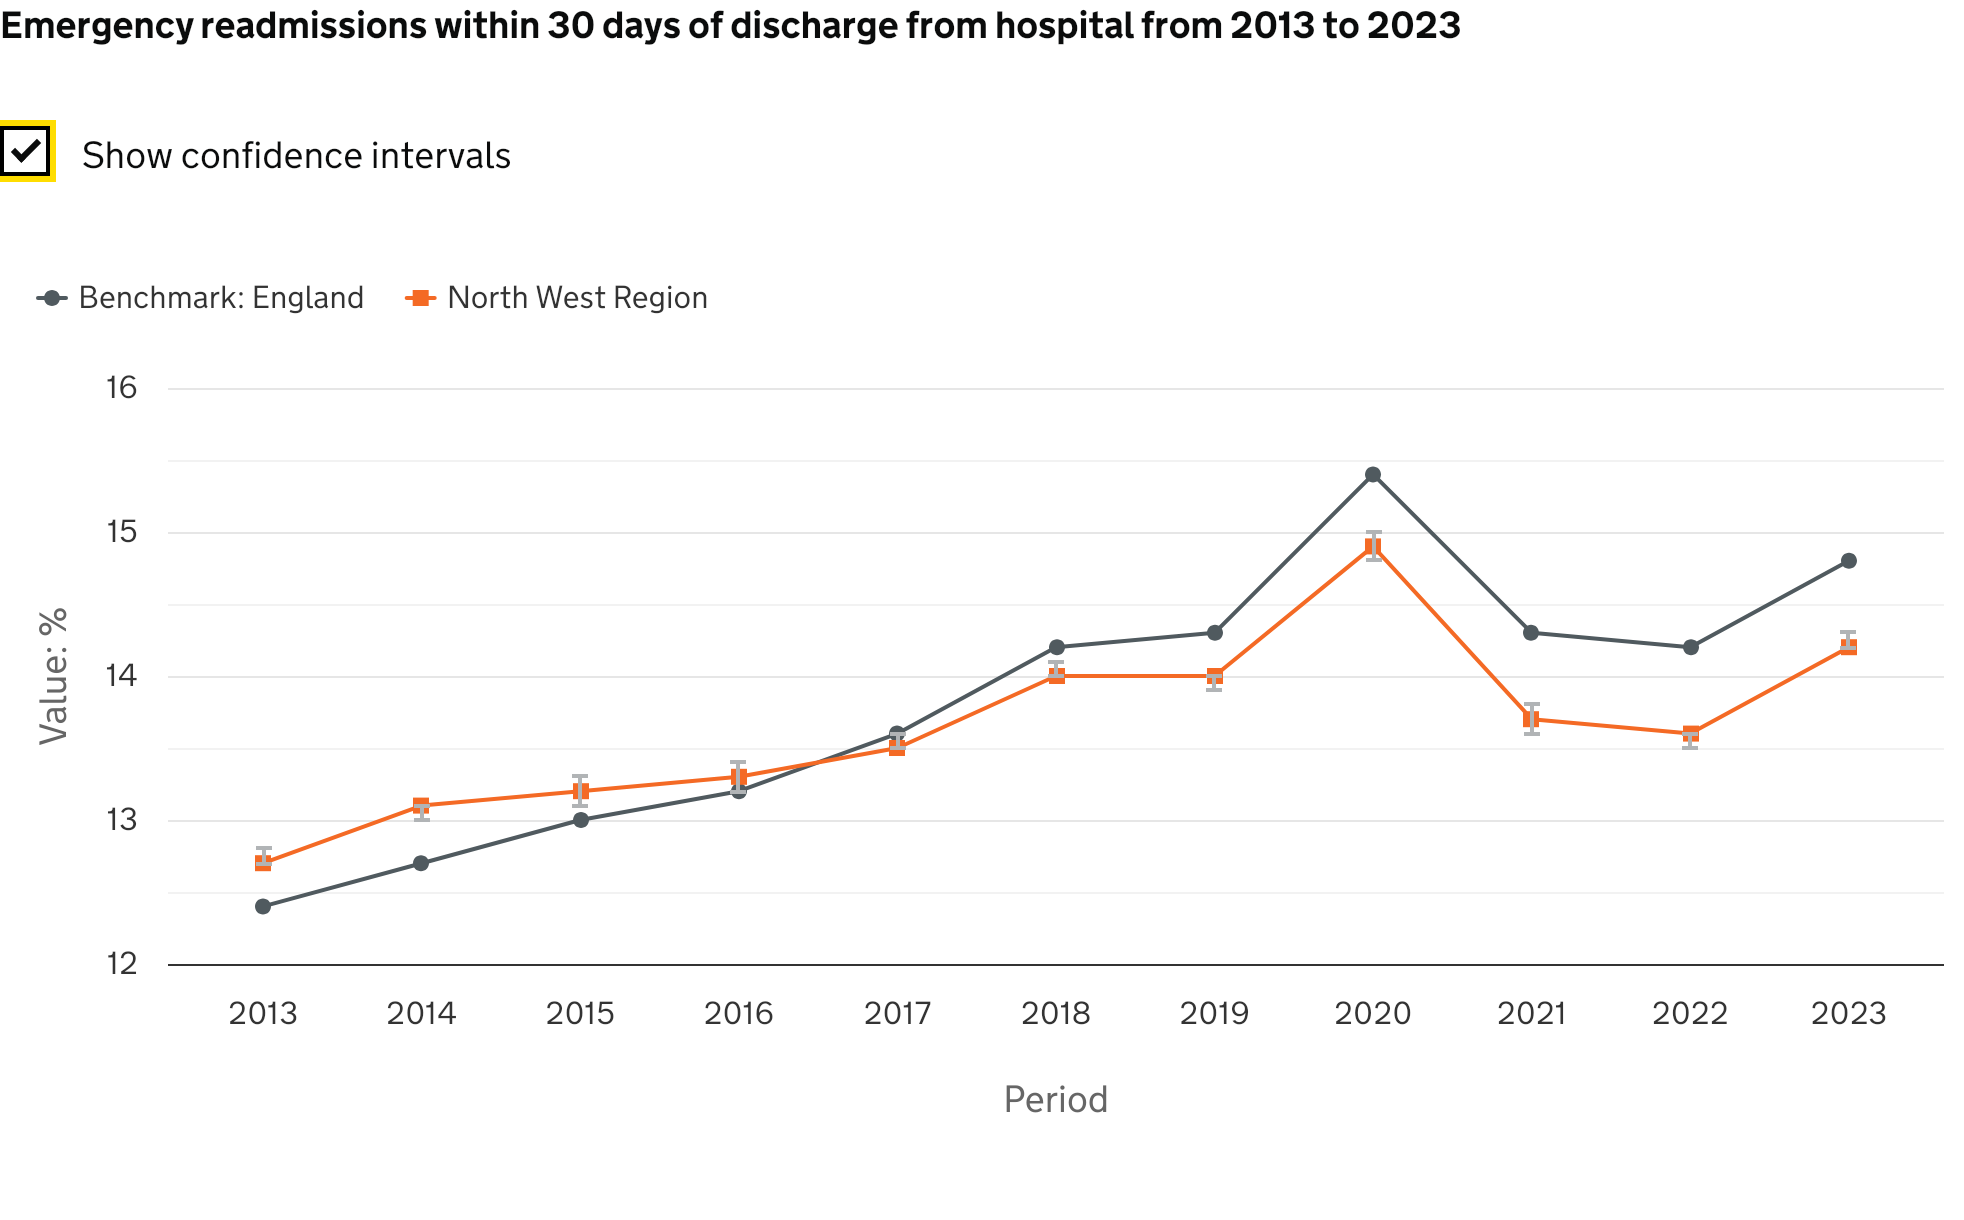 Emergency readmissions within 30 days of discharge from hospital from 2013 to 2023
Show confidence intervals
Benchmark: England North West Region
16
15
14
13
12
Value: %
2013 2014 2015 2016 2017 2018 2019 2020 2021 2022 2023
Period